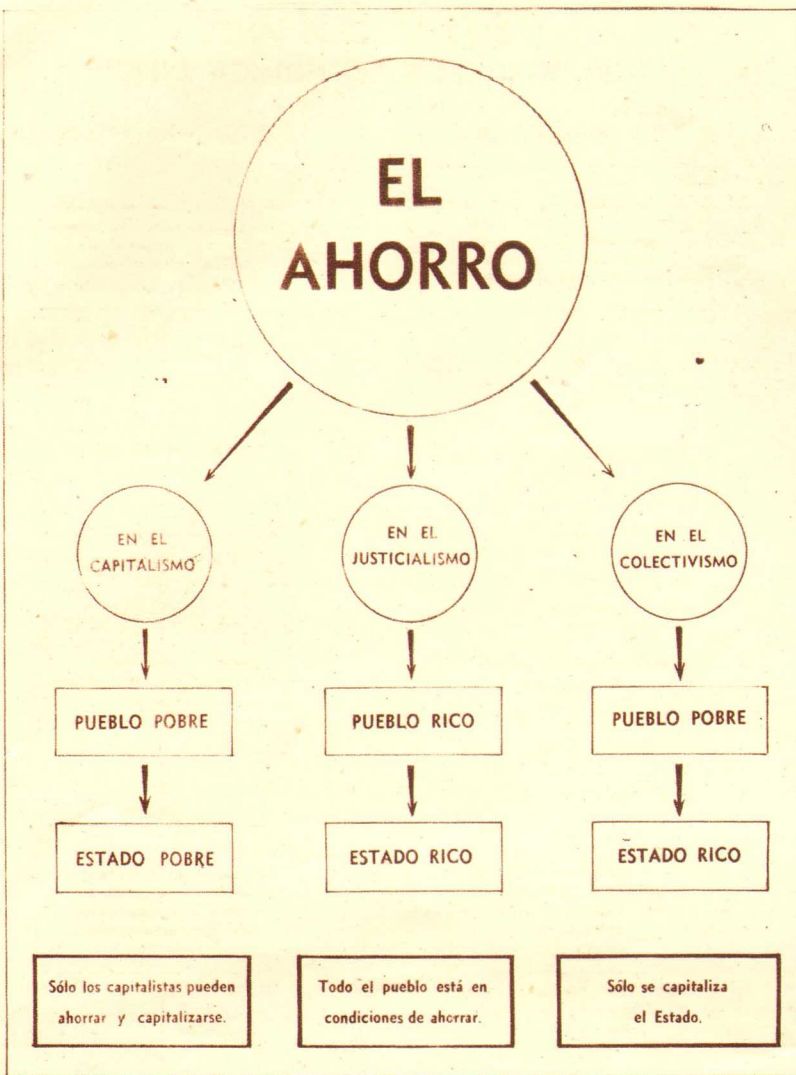 EL
AHORRO
EN EL
CAPITALISMO
EN EL
JUSTICIALISMO
EN EL
COLECTIVISMO
PUEBLO POBRE
PUEBLO RICO
PUEBLO POBRE
ESTADO POBRE
ESTADO RICO
ESTADO RICO
Sólo los capitalistas pueden
ahorrar y capitalizarse.
Todo el pueblo está en
condiciones de ahorrar.
Sólo se capitaliza
el Estado.